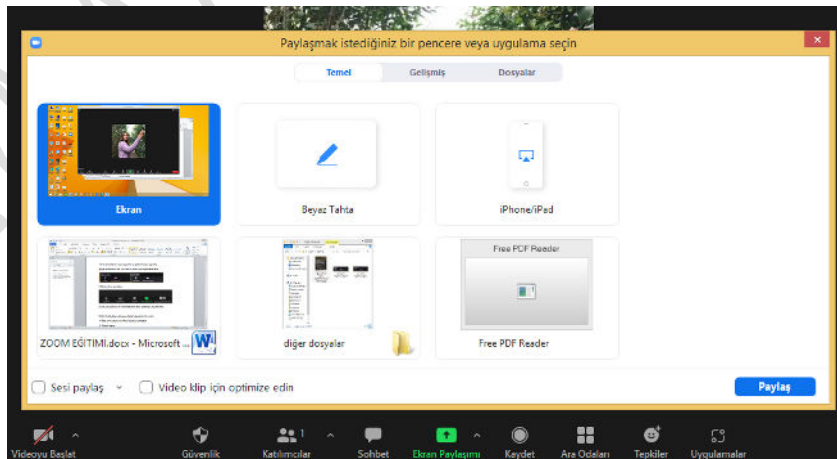 Paylaşmak istediğiniz bir pencere veya uygulama seçin
Temel Gelişmiş Dosyalar
Ekran Beyaz Tahta iPhone/iPad
Free PDF Reader
ZOOM EĞİTİMİ.docx - Microsoft ... diğer dosyalar Free PDF Reader
Sesi paylaş Video klip için optimize edin Paylaş
1
Videoyu Başlat Güvenlik Katılımcılar Sohbet Ekran Paylaşımı Kaydet Ara Odaları Tepkiler Uygulamalar